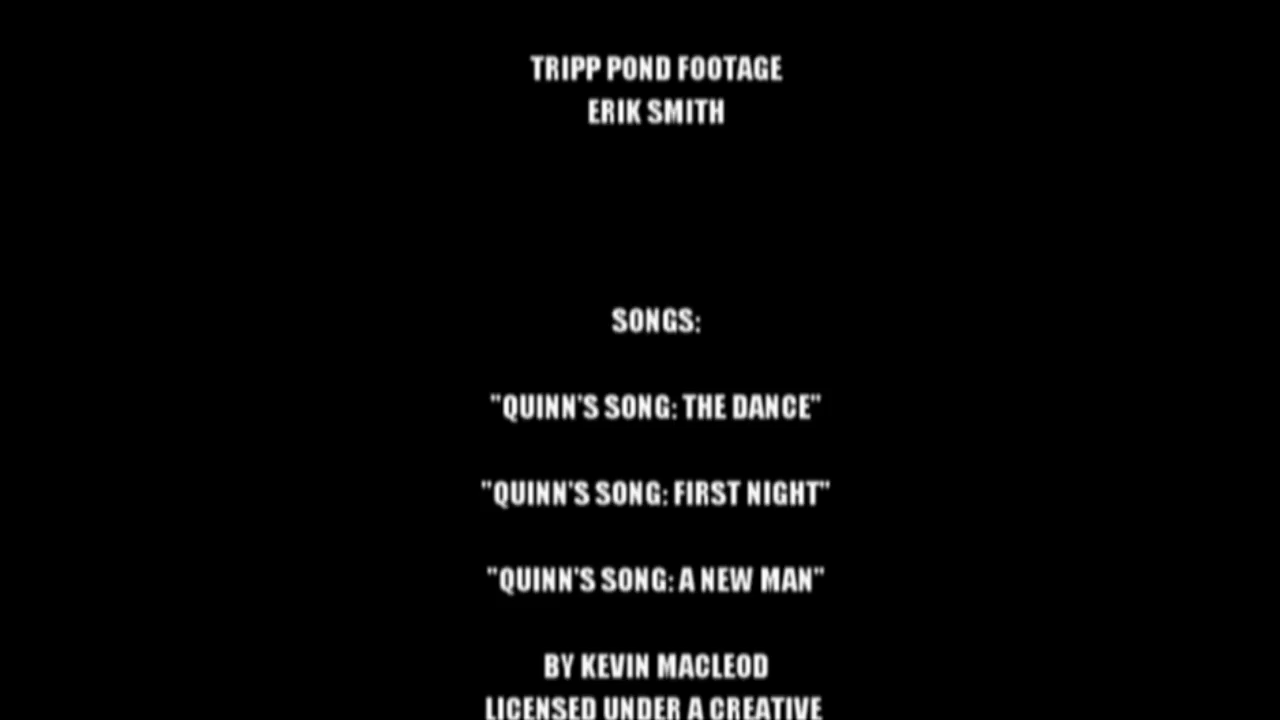 TRIPP POND FOOTAGE
ERIK SMITH
SONGS:
"QUINN'S SONG: THE DANCE"
"QUINN'S SONG: FIRST NIGHT"
"QUINN'S SONG: A NEW MAN"
BY KEVIN MACLEOD
LICENSED UNDER A CREATIVE